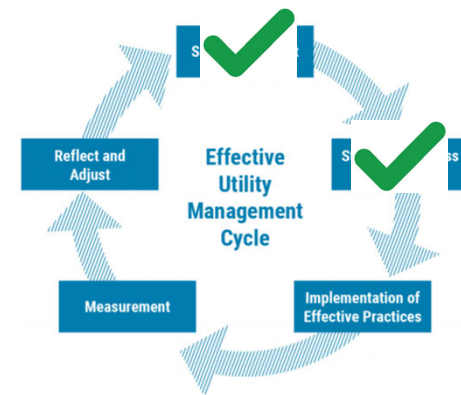 Effective
Utility
Management
Cycle
Implementation of
Effective Practices
Measurement
Reflect and
Adjust